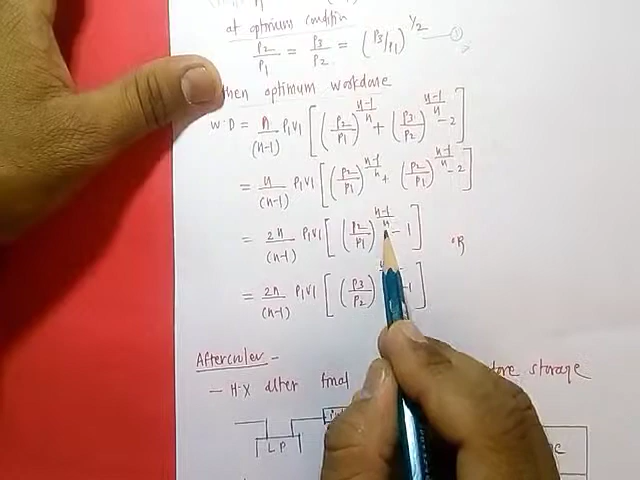 at optimum condition
P2/P1 = P3/P2 = (P3/P1)^1/2 —
then optimum workdone
W.D = n/(n-1) P1V1 [(P2/P1)^n-1/n + (P3/P2)^n-1/n - 2]
= n/(n-1) P1V1 [(P2/P1)^n-1/n + (P2/P1)^n-1/n - 2]
= 2n/(n-1) P1V1 [(P2/P1)^n-1/n - 1] OR
= 2n/(n-1) P1V1 [(P3/P2) - 1]
Aftercooler -
- H-X after final storage
LP